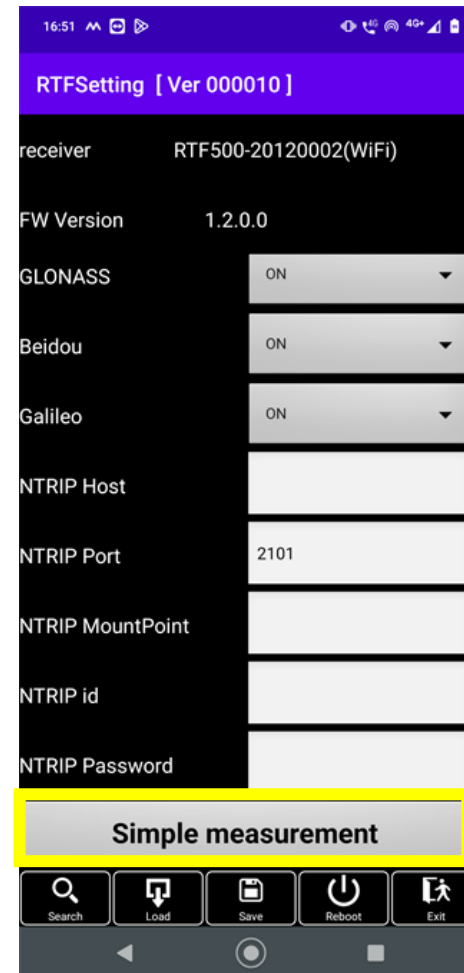 16:51 4G 4G+
RTFSetting [ Ver 000010 ]
receiver RTF500-20120002(WiFi)
FW Version 1.2.0.0
GLONASS ON
Beidou ON
Galileo ON
NTRIP Host
NTRIP Port 2101
NTRIP MountPoint
NTRIP id
NTRIP Password
Simple measurement
Search Load Save Reboot Exit